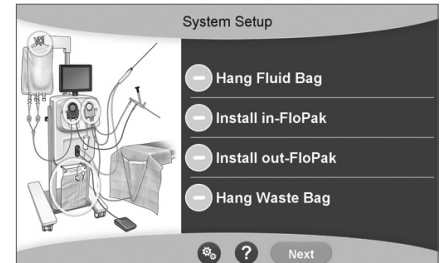 System Setup
Hang Fluid Bag
Install in-FloPak
Install out-FloPak
Hang Waste Bag
?
Next